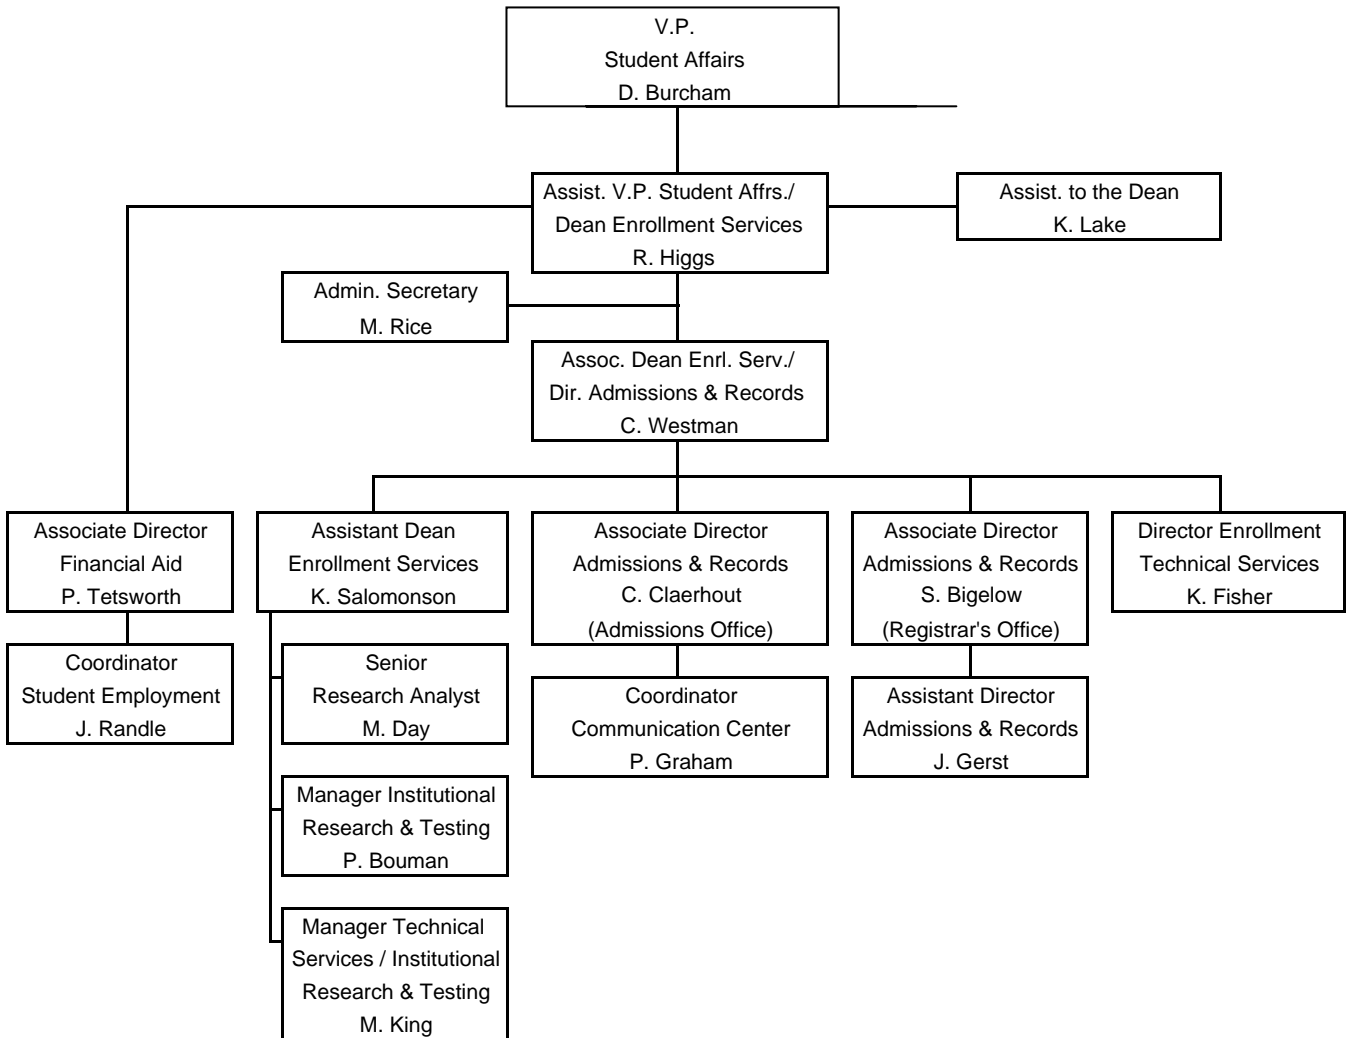 V.P.
Student Affairs
D. Burcham
Assist. V.P. Student Affrs./
Dean Enrollment Services
R. Higgs
Assist. to the Dean
K. Lake
Admin. Secretary
M. Rice
Assoc. Dean Enrl. Serv./
Dir. Admissions & Records
C. Westman
Associate Director
Financial Aid
P. Tetsworth
Assistant Dean
Enrollment Services
K. Salomonson
Associate Director
Admissions & Records
C. Claerhout
(Admissions Office)
Associate Director
Admissions & Records
S. Bigelow
(Registrar's Office)
Director Enrollment
Technical Services
K. Fisher
Coordinator
Student Employment
J. Randle
Senior
Research Analyst
M. Day
Coordinator
Communication Center
P. Graham
Assistant Director
Admissions & Records
J. Gerst
Manager Institutional
Research & Testing
P. Bouman
Manager Technical
Services / Institutional
Research & Testing
M. King